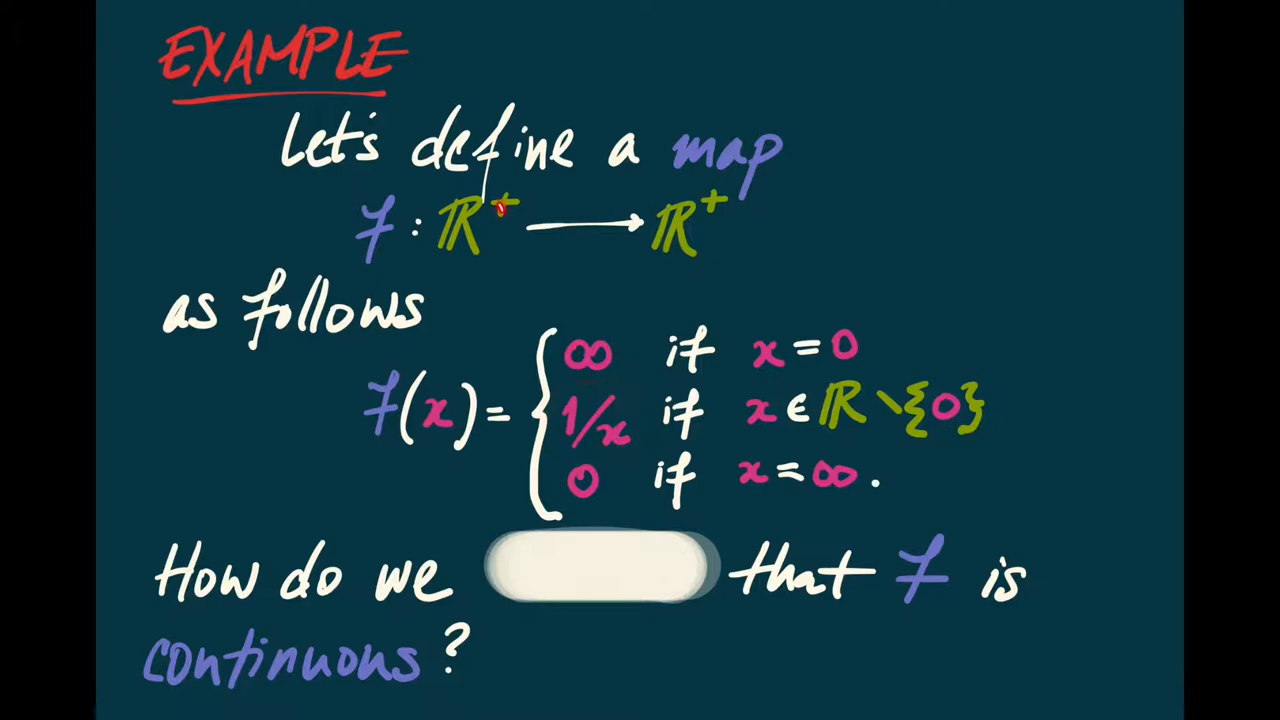 EXAMPLE
Let's define a map
f : ℝ⁺ ⟶ ℝ⁺
as follows
f(x) = { ∞ if x = 0
1/x if x ∈ ℝ \ {0}
0 if x = ∞ .
How do we that f is
continuous ?